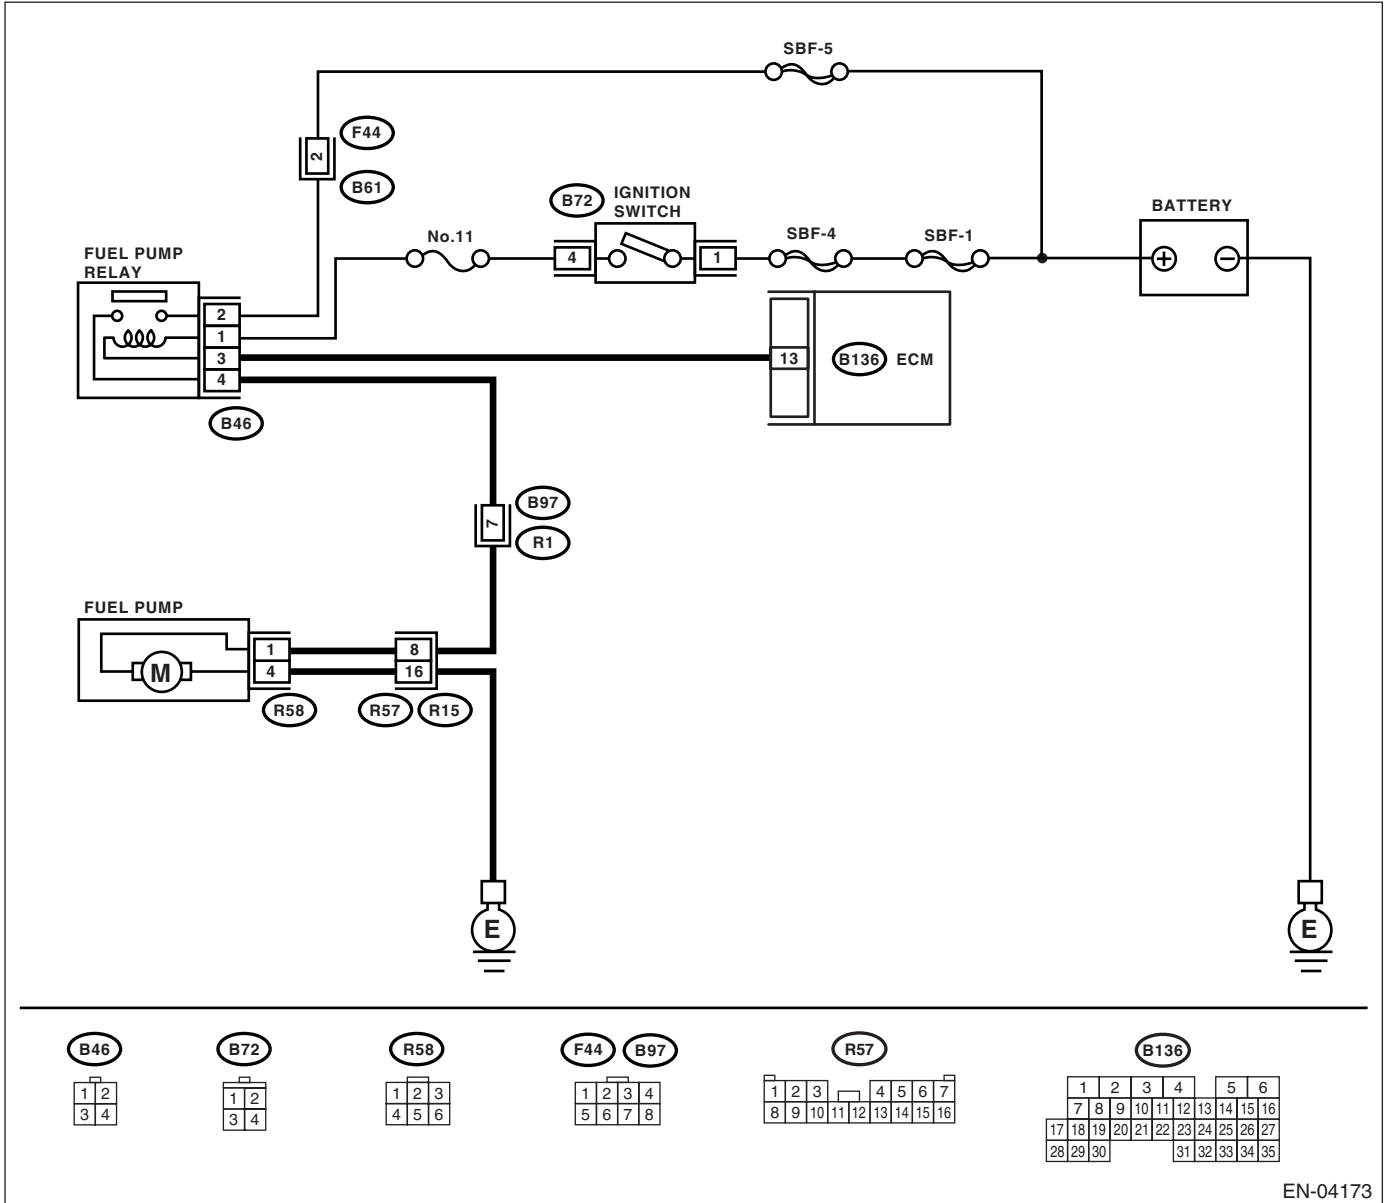 SBF-5
F44
2
B61
B72
IGNITION
SWITCH
BATTERY
No.11
4
1
SBF-4
SBF-1
+
−
FUEL PUMP
RELAY
2
1
3
4
B46
13
B136
ECM
B97
7
R1
FUEL PUMP
M
1
4
8
16
R58
R57
R15
E
E
B46
B72
R58
F44
B97
R57
B136
1 2
3 4
1 2
3 4
1 2 3
4 5 6
1 2 3 4
5 6 7 8
1 2 3 4 5 6 7
8 9 10 11 12 13 14 15 16
1 2 3 4 5 6
7 8 9 10 11 12 13 14 15 16
17 18 19 20 21 22 23 24 25 26 27
28 29 30 31 32 33 34 35
EN-04173